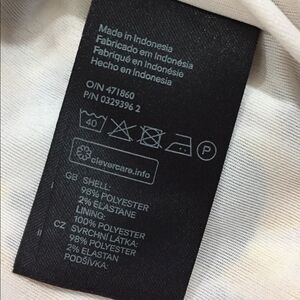 Made in Indonesia
Fabricado em Indonésia
Fabriqué en Indonésie
Hecho en Indonesia
O/N 471860
P/N 0329396 2
40 P
clevercare.info
GB SHELL:
98% POLYESTER
2% ELASTANE
LINING:
100% POLYESTER
CZ SVRCHNÍ LÁTKA:
98% POLYESTER
2% ELASTAN
PODŠÍVKA: